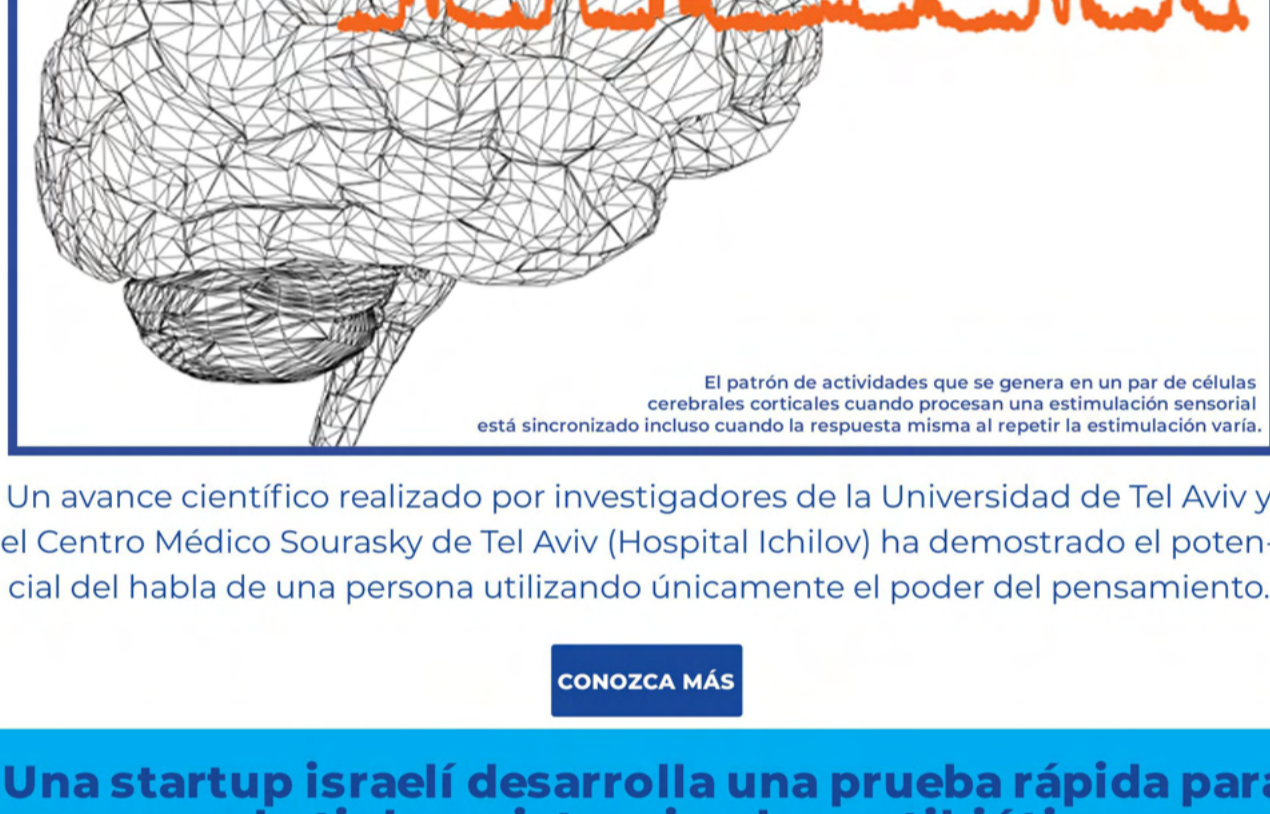 El patrón de actividades que se genera en un par de células
cerebrales corticales cuando procesan una estimulación sensorial
está sincronizado incluso cuando la respuesta misma al repetir la estimulación varía.
Un avance científico realizado por investigadores de la Universidad de Tel Aviv y
el Centro Médico Sourasky de Tel Aviv (Hospital Ichilov) ha demostrado el poten-
cial del habla de una persona utilizando únicamente el poder del pensamiento.
CONOZCA MÁS
Una startup israelí desarrolla una prueba rápida para